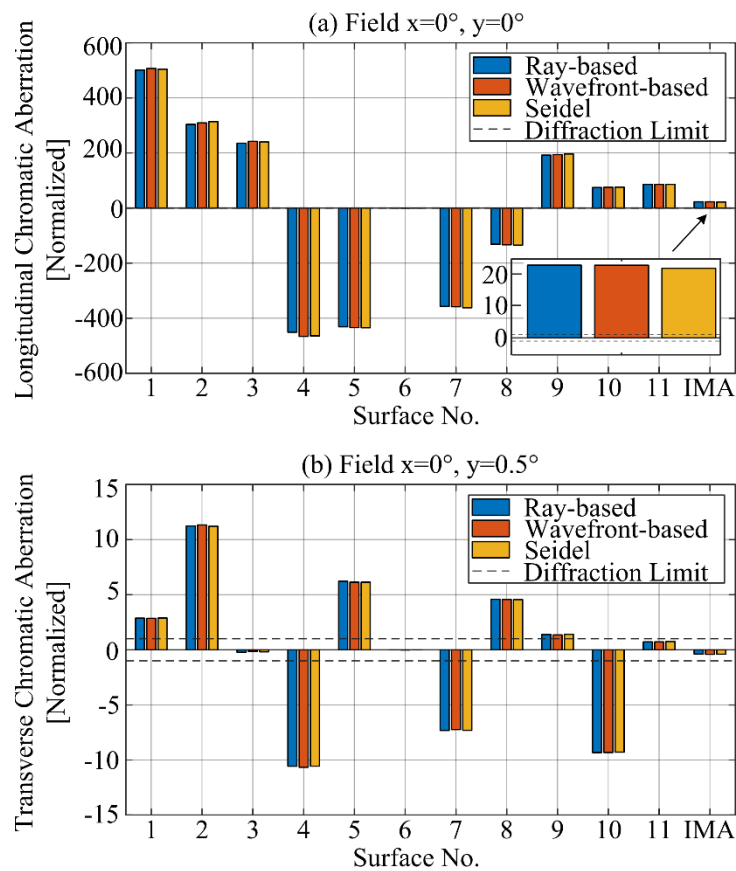 (a) Field x=0°, y=0°
Longitudinal Chromatic Aberration
[Normalized]
600
400
200
0
-200
-400
-600
Ray-based
Wavefront-based
Seidel
Diffraction Limit
20
10
0
1 2 3 4 5 6 7 8 9 10 11 IMA
Surface No.
(b) Field x=0°, y=0.5°
Transverse Chromatic Aberration
[Normalized]
15
10
5
0
-5
-10
-15
Ray-based
Wavefront-based
Seidel
Diffraction Limit
1 2 3 4 5 6 7 8 9 10 11 IMA
Surface No.